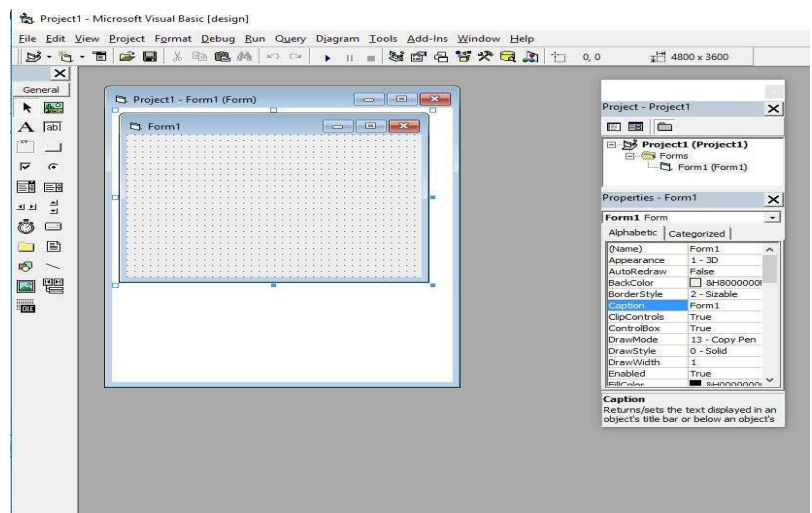 Project1 - Microsoft Visual Basic [design]
File Edit View Project Format Debug Run Query Diagram Tools Add-Ins Window Help
0, 0 4800 x 3600
General
A ab|
OLE
Project1 - Form1 (Form)
Form1
Project - Project1
Project1 (Project1)
Forms
Form1 (Form1)
Properties - Form1
Form1 Form
Alphabetic Categorized
(Name) Form1
Appearance 1 - 3D
AutoRedraw False
BackColor &H8000000
BorderStyle 2 - Sizable
Caption Form1
ClipControls True
ControlBox True
DrawMode 13 - Copy Pen
DrawStyle 0 - Solid
DrawWidth 1
Enabled True
FillColor &H0000000
Caption
Returns/sets the text displayed in an
object's title bar or below an object's